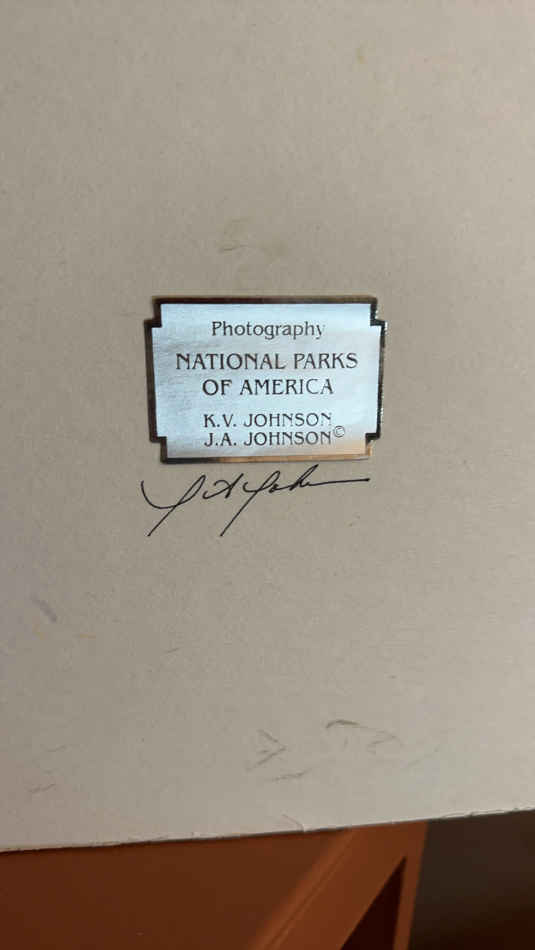 Photography
NATIONAL PARKS
OF AMERICA
K.V. JOHNSON
J.A. JOHNSON©